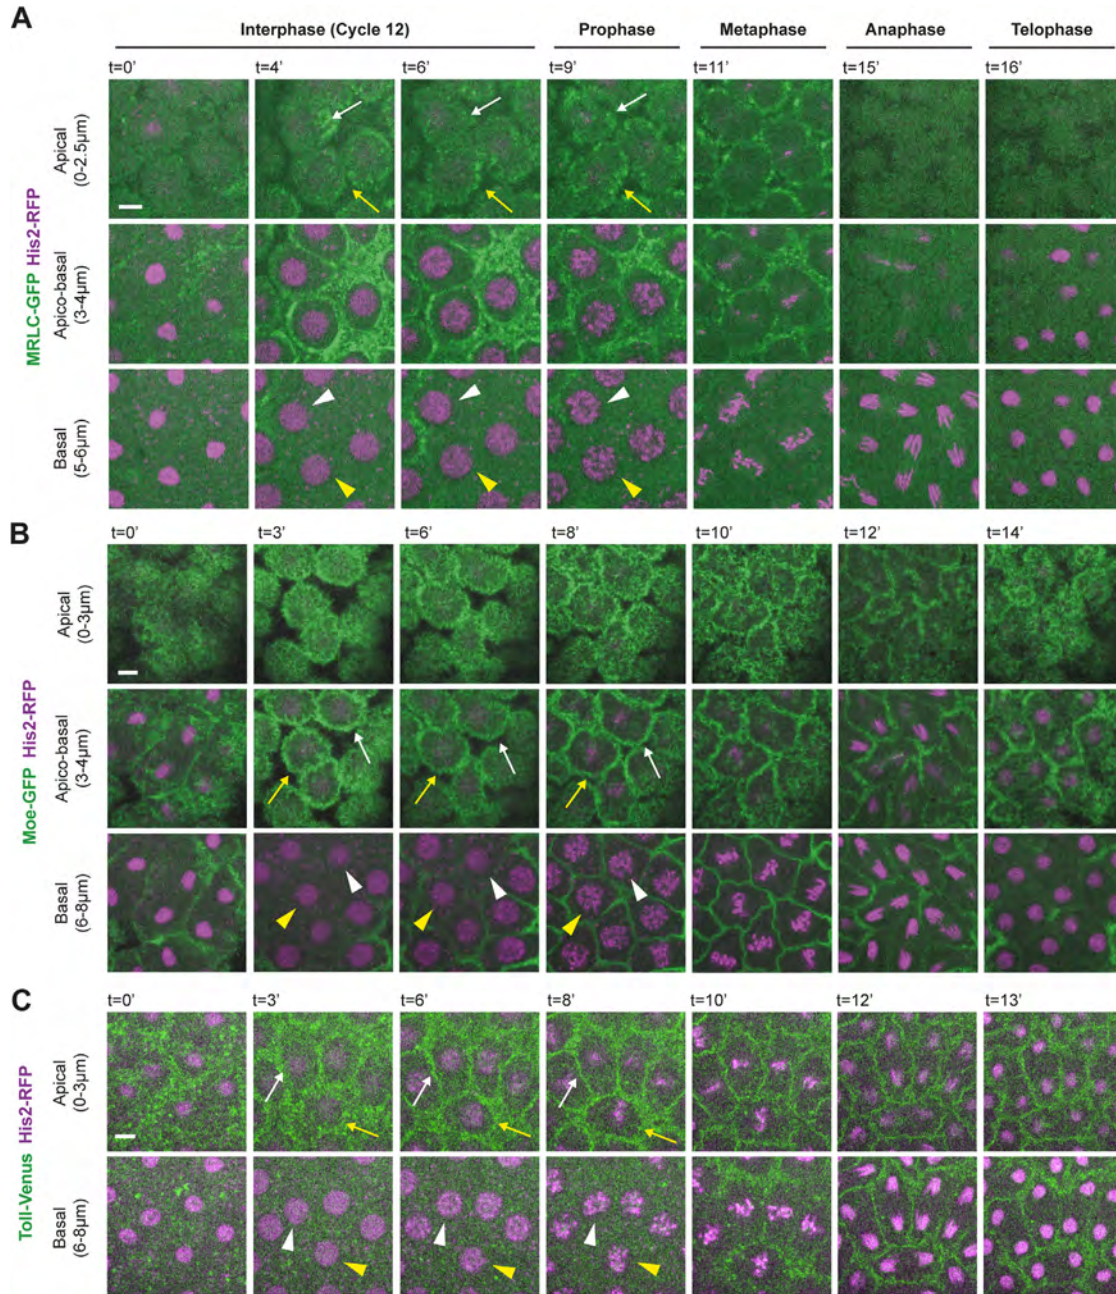 A
Interphase (Cycle 12) Prophase Metaphase Anaphase Telophase
t=0' t=4' t=6' t=9' t=11' t=15' t=16'
MRLC-GFP His2-RFP
Apical
(0-2.5μm)
Apico-basal
(3-4μm)
Basal
(5-6μm)
B
t=0' t=3' t=6' t=8' t=10' t=12' t=14'
Moe-GFP His2-RFP
Apical
(0-3μm)
Apico-basal
(3-4μm)
Basal
(6-8μm)
C
t=0' t=3' t=6' t=8' t=10' t=12' t=13'
Toll-Venus His2-RFP
Apical
(0-3μm)
Basal
(6-8μm)